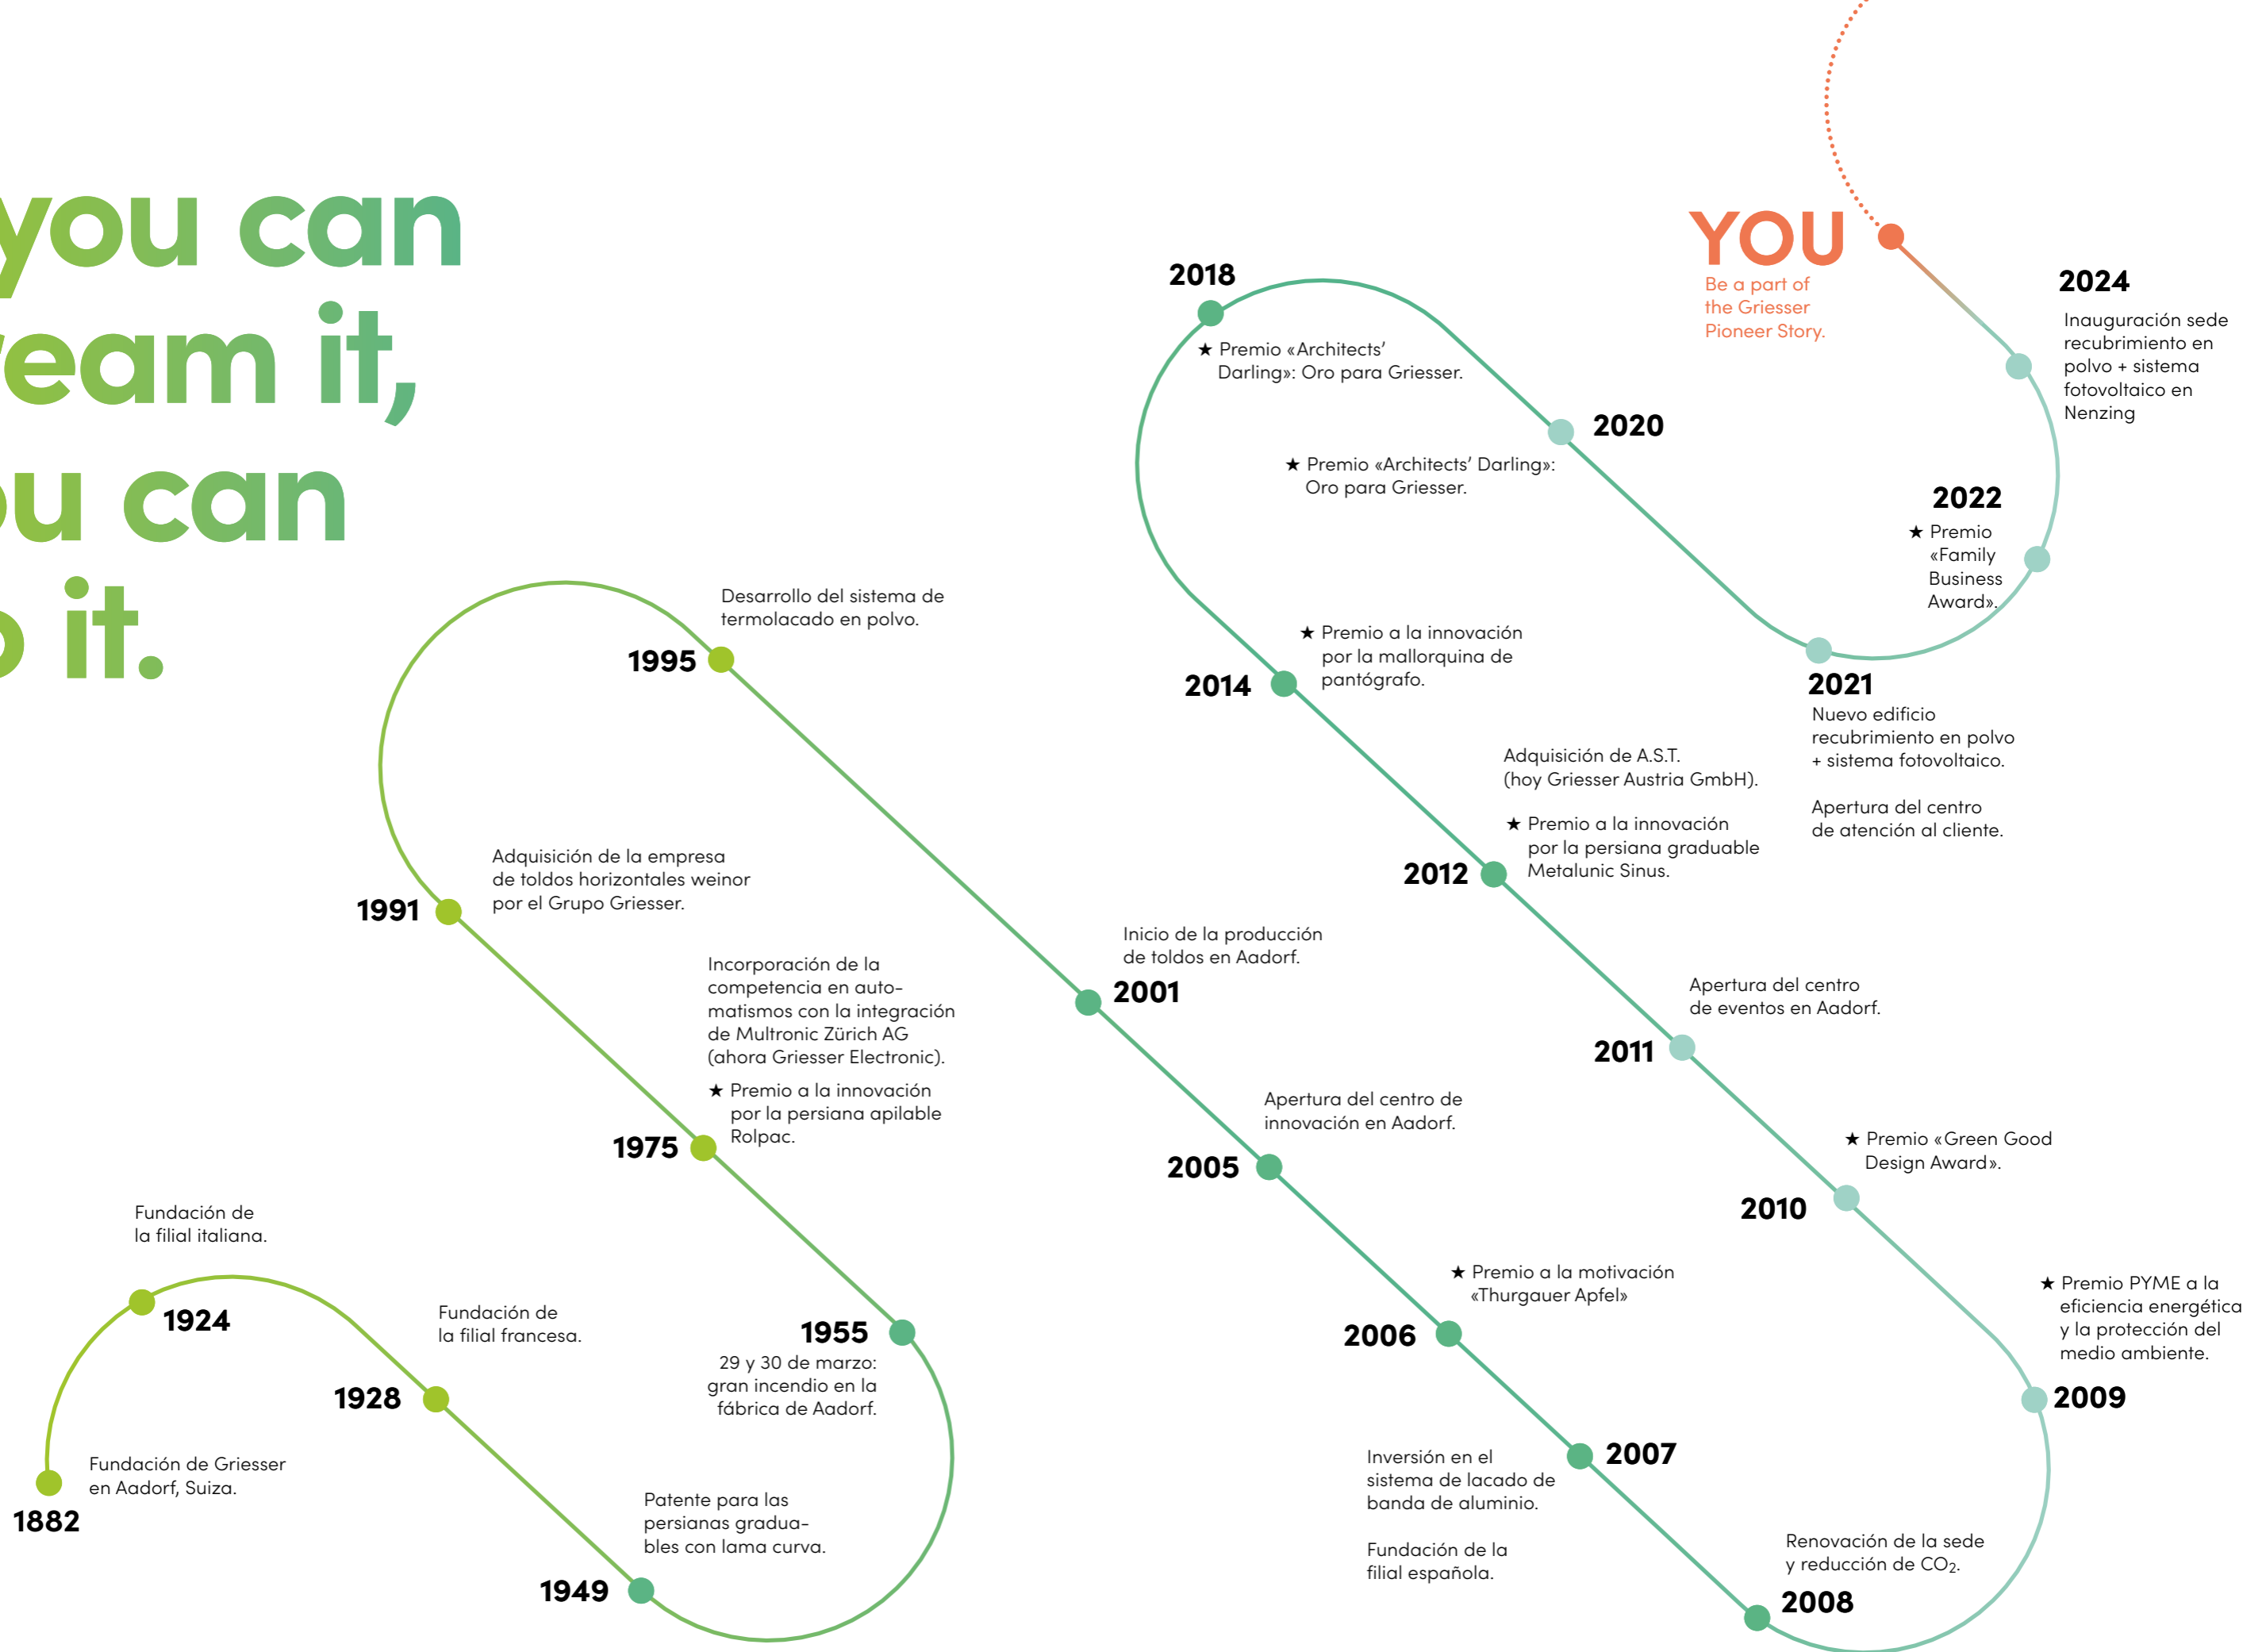 you can
ream it,
ou can
it.
1882
Fundación de Griesser
en Aadorf, Suiza.
Fundación de
la filial italiana.
1924
Fundación de
la filial francesa.
1928
Patente para las
persianas gradua-
bles con lama curva.
1949
1955
29 y 30 de marzo:
gran incendio en la
fábrica de Aadorf.
Incorporación de la
competencia en auto-
matismos con la integración
de Multronic Zürich AG
(ahora Griesser Electronic).
★ Premio a la innovación
por la persiana apilable
Rolpac.
1975
Adquisición de la empresa
de toldos horizontales weinor
por el Grupo Griesser.
1991
Desarrollo del sistema de
termolacado en polvo.
1995
Inicio de la producción
de toldos en Aadorf.
2001
Apertura del centro de
innovación en Aadorf.
2005
★ Premio a la motivación
«Thurgauer Apfel»
2006
2007
Inversión en el
sistema de lacado de
banda de aluminio.
Fundación de la
filial española.
Renovación de la sede
y reducción de CO₂.
2008
★ Premio PYME a la
eficiencia energética
y la protección del
medio ambiente.
2009
★ Premio «Green Good
Design Award».
2010
Apertura del centro
de eventos en Aadorf.
2011
Adquisición de A.S.T.
(hoy Griesser Austria GmbH).
★ Premio a la innovación
por la persiana graduable
Metalunic Sinus.
2012
★ Premio a la innovación
por la mallorquina de
pantógrafo.
2014
2018
★ Premio «Architects’
Darling»: Oro para Griesser.
2020
★ Premio «Architects’ Darling»:
Oro para Griesser.
2021
Nuevo edificio
recubrimiento en polvo
+ sistema fotovoltaico.
Apertura del centro
de atención al cliente.
2022
★ Premio
«Family
Business
Award».
2024
Inauguración sede
recubrimiento en
polvo + sistema
fotovoltaico en
Nenzing
YOU
Be a part of
the Griesser
Pioneer Story.